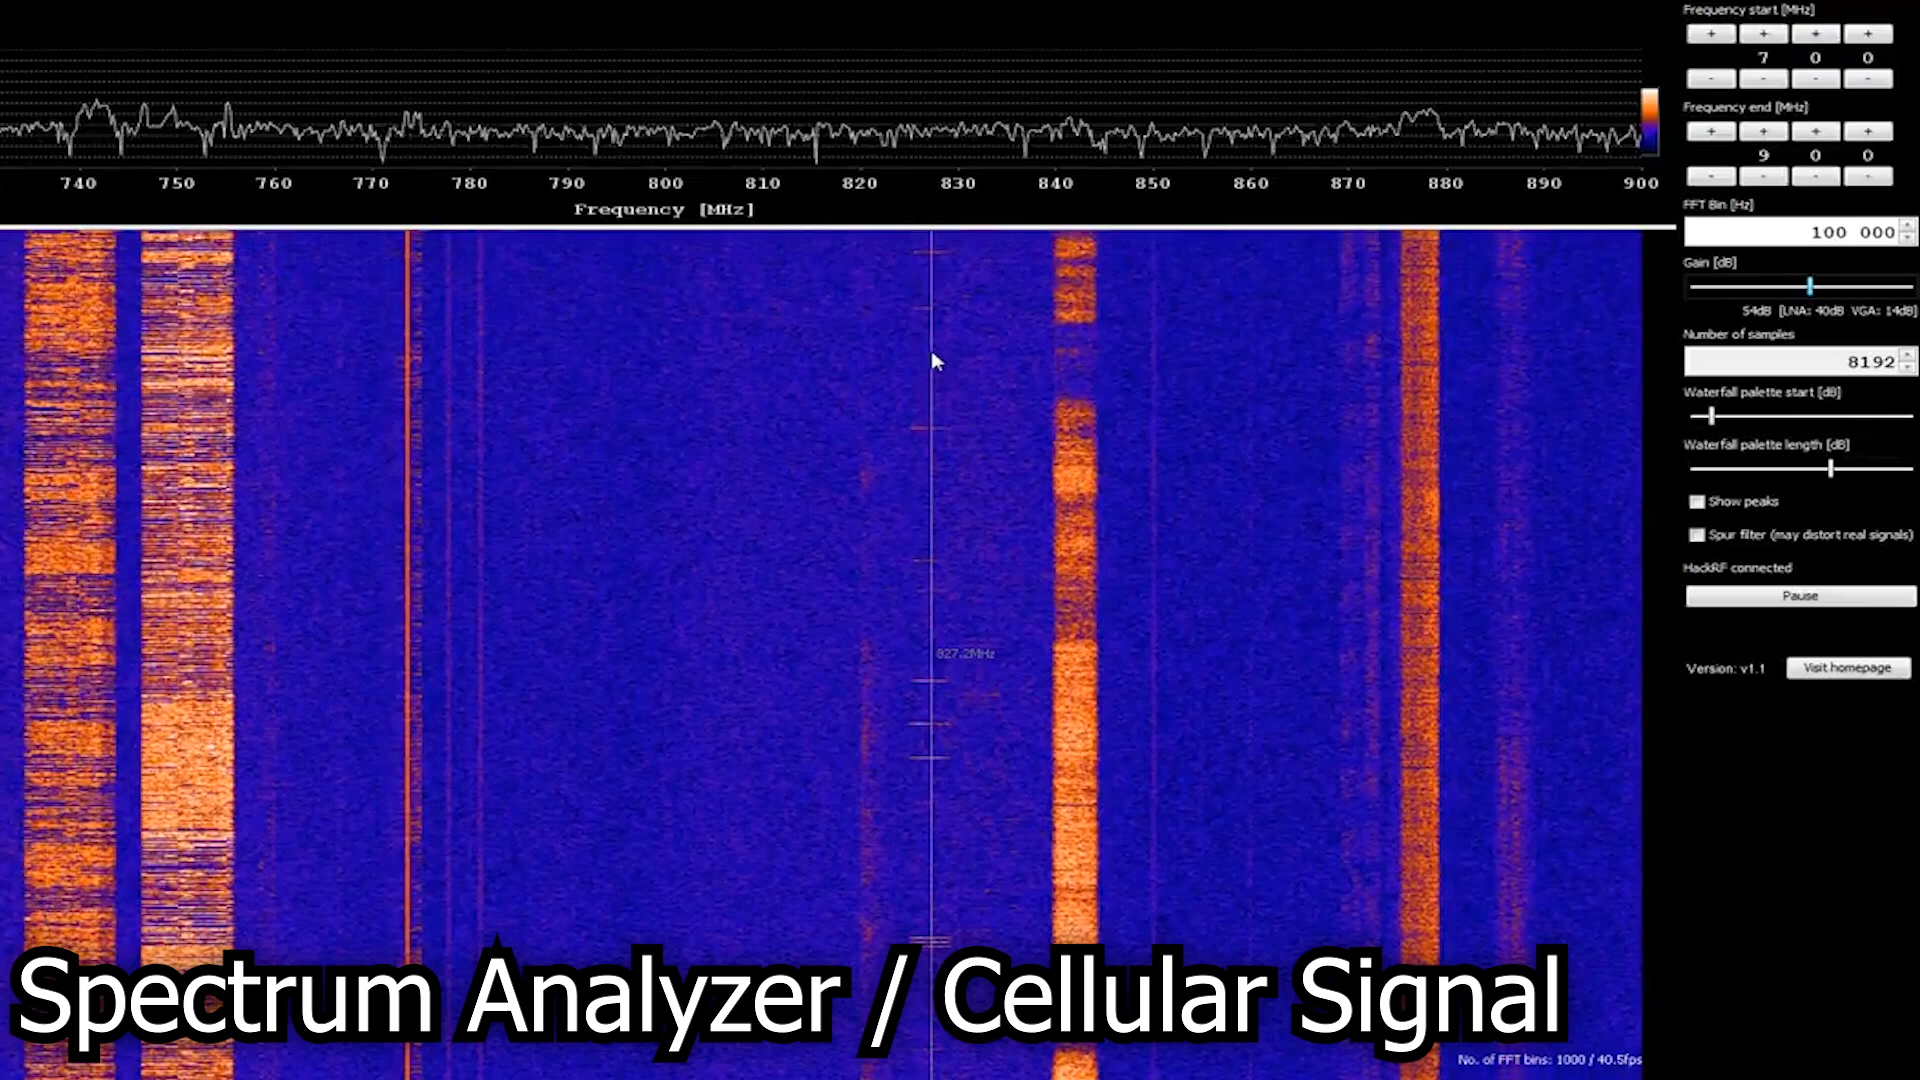 Frequency start [MHz]
+ + + +
7 0 0
- - - -
Frequency end [MHz]
+ + + +
9 0 0
- - - -
FFT Bin [Hz]
100 000
Gain [dB]
54dB [LNA: 40dB VGA: 14dB]
Number of samples
8192
Waterfall palette start [dB]
Waterfall palette length [dB]
Show peaks
Spur filter (may distort real signals)
HackRF connected
Pause
Version: v1.1 Visit homepage
740 750 760 770 780 790 800 810 820 830 840 850 860 870 880 890 900
Frequency [MHz]
827.2MHz
Spectrum Analyzer / Cellular Signal
No. of FFT bins: 1000 / 40.5fps